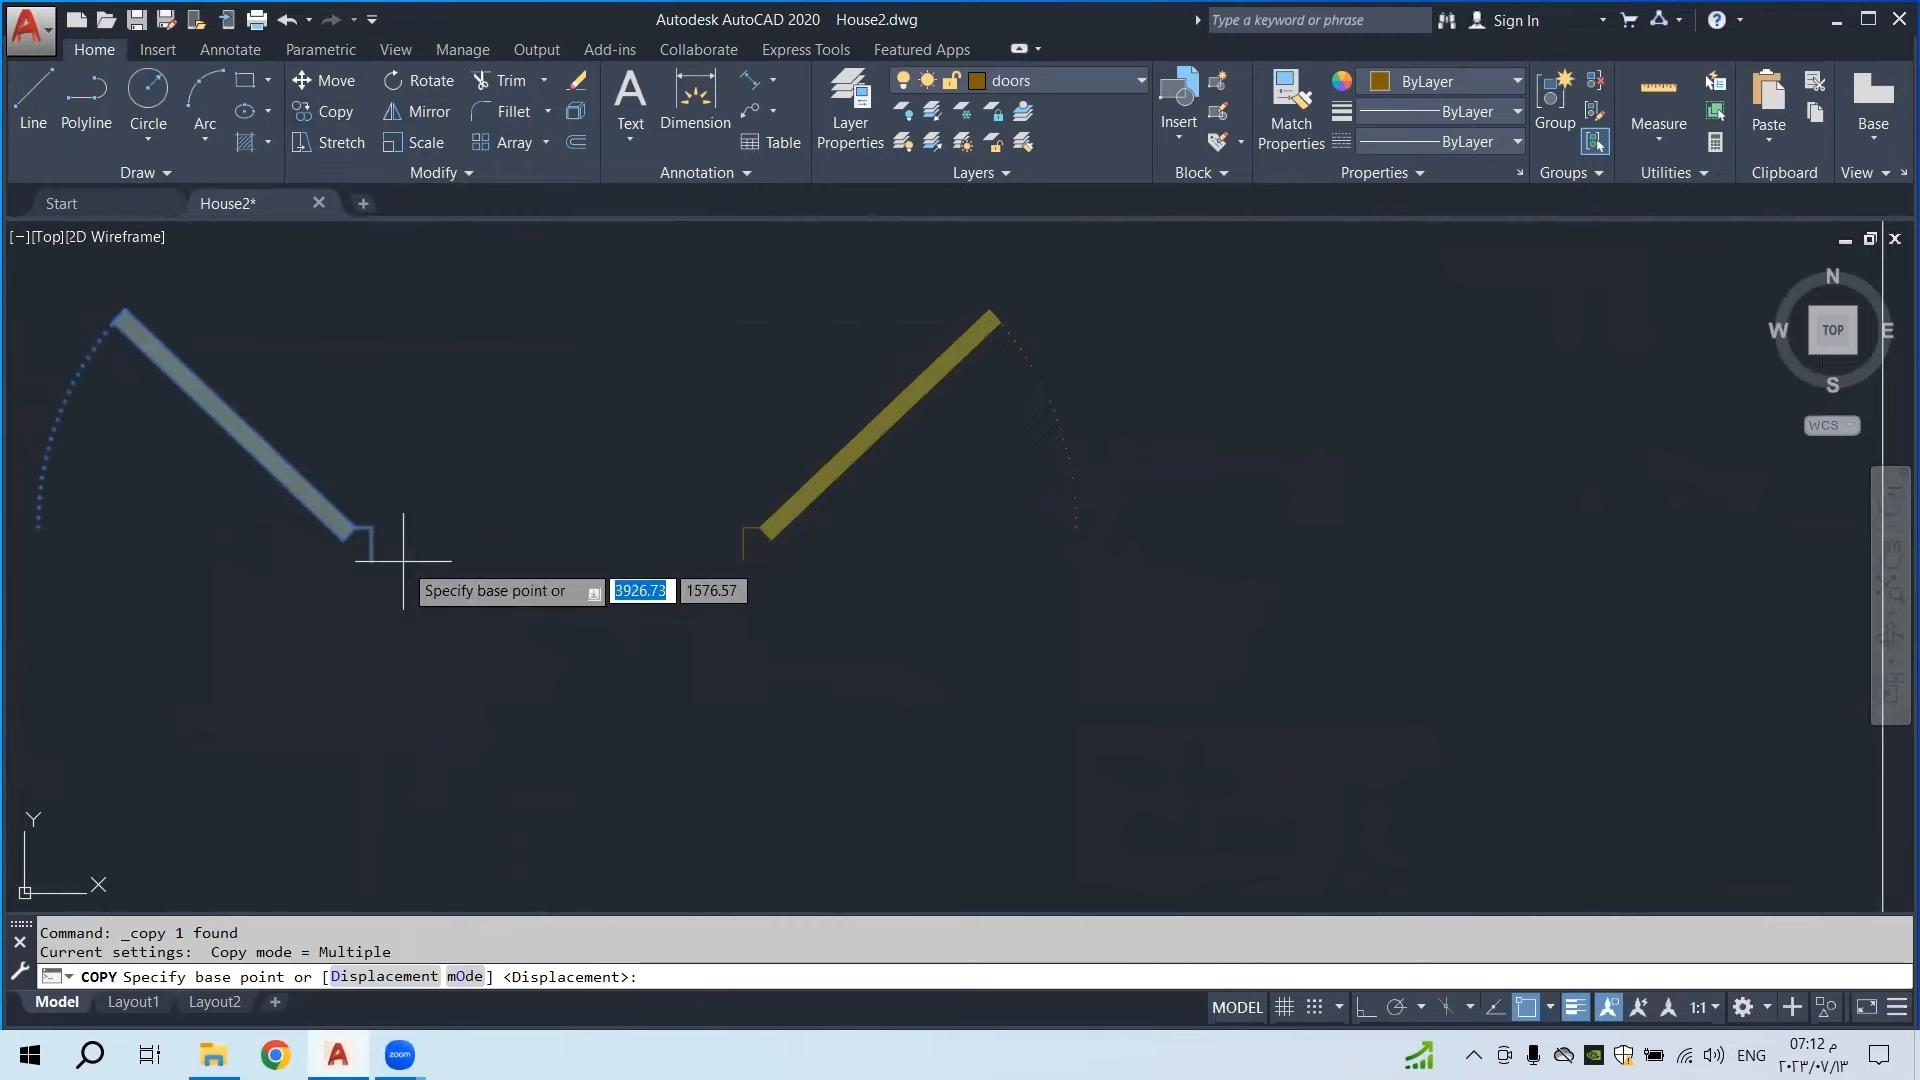 Autodesk AutoCAD 2020 House2.dwg
Type a keyword or phrase
Sign In
Home Insert Annotate Parametric View Manage Output Add-ins Collaborate Express Tools Featured Apps
Line Polyline Circle Arc
Draw
Move Rotate Trim
Copy Mirror Fillet
Stretch Scale Array
Modify
Text Dimension Table
Annotation
Layer Properties
doors
Layers
Insert
Block
Match Properties
ByLayer
ByLayer
ByLayer
Properties
Group
Groups
Measure
Utilities
Paste
Clipboard
Base
View
Start House2*
[−][Top][2D Wireframe]
N
W TOP E
S
WCS
Specify base point or 3926.73 1576.57
Y
X
Command: _copy 1 found
Current settings: Copy mode = Multiple
COPY Specify base point or [Displacement mOde] <Displacement>:
Model Layout1 Layout2
MODEL 1:1
zoom
ENG
07:12 م
٢٠٢٣/٠٧/١٣